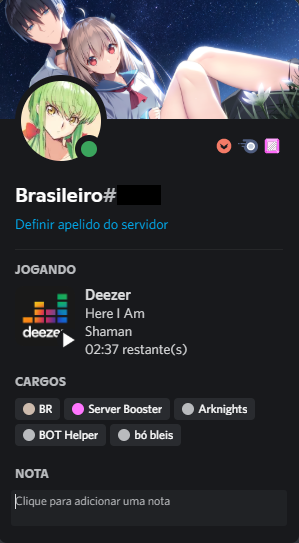 Brasileiro#
Definir apelido do servidor
JOGANDO
deezer
Deezer
Here I Am
Shaman
02:37 restante(s)
CARGOS
BR Server Booster Arknights
BOT Helper bó bleis
NOTA
Clique para adicionar uma nota